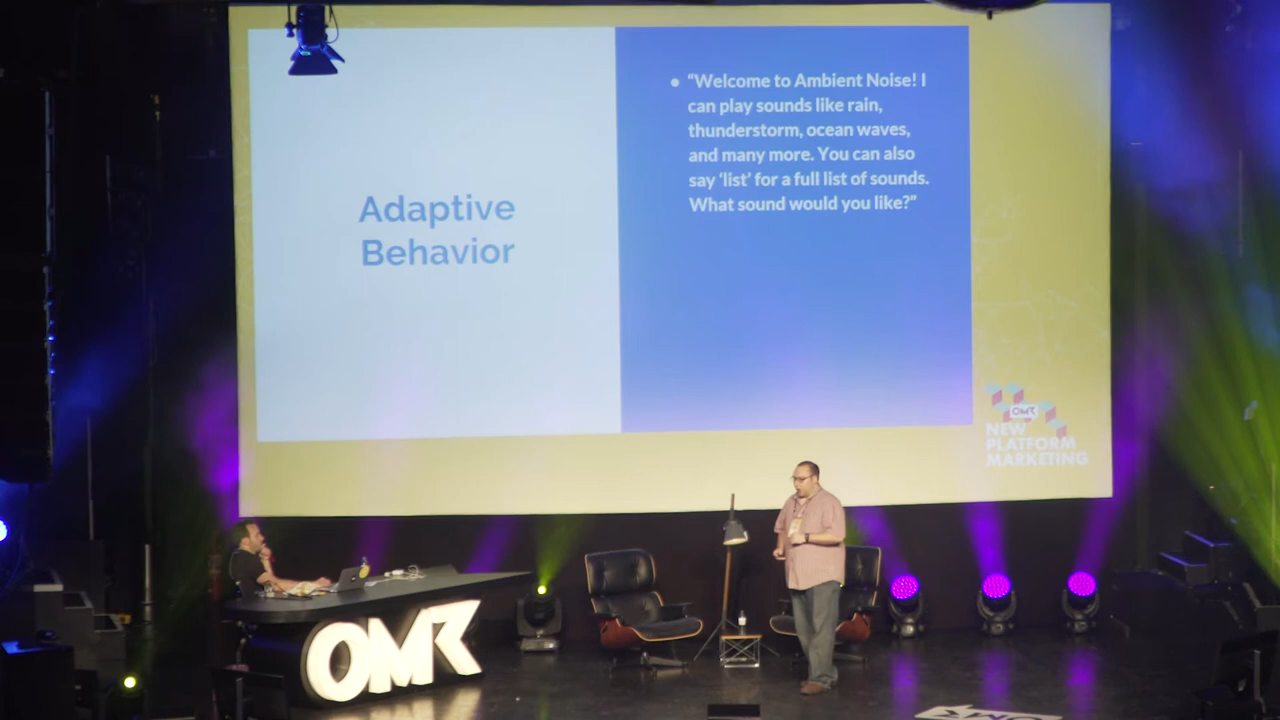 Adaptive
Behavior
● “Welcome to Ambient Noise! I
can play sounds like rain,
thunderstorm, ocean waves,
and many more. You can also
say ‘list’ for a full list of sounds.
What sound would you like?”
OMR
NEW
PLATFORM
MARKETING
OMR
OMR